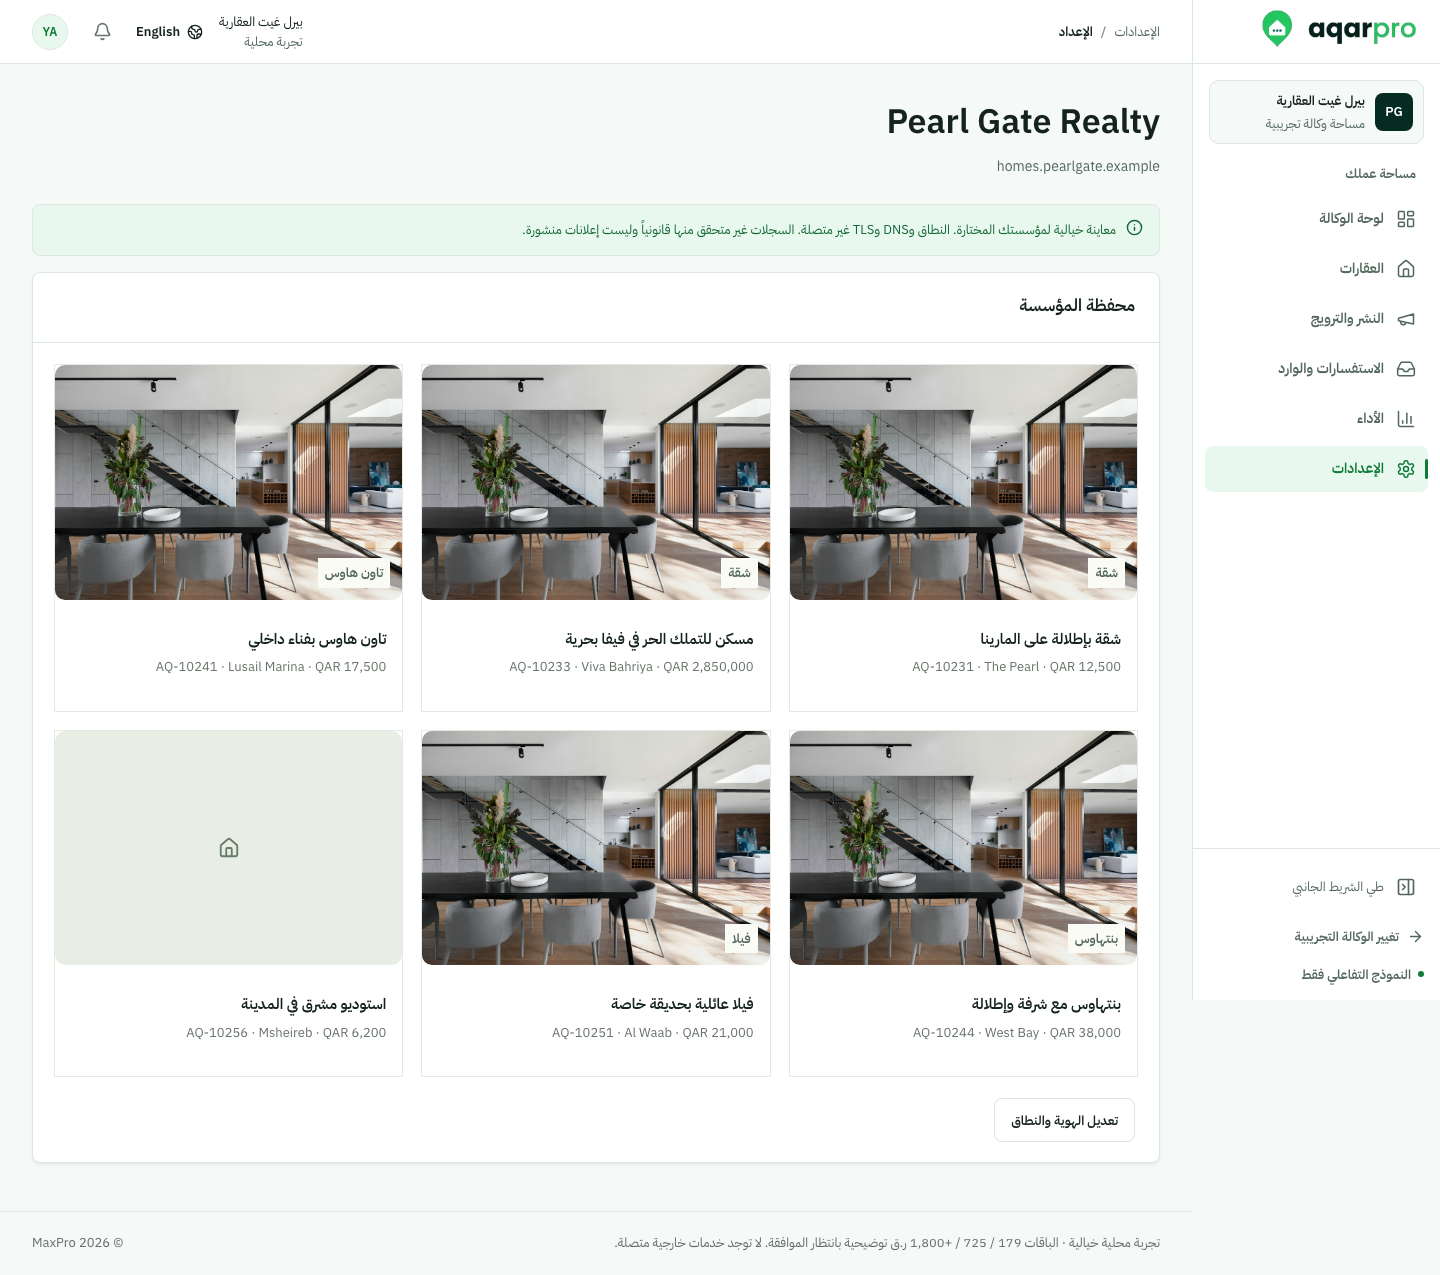 aqarpro
PG
بيرل غيت العقارية
مساحة وكالة تجريبية
مساحة عملك
لوحة الوكالة
العقارات
النشر والترويج
الاستفسارات والوارد
الأداء
الإعدادات
طي الشريط الجانبي
تغيير الوكالة التجريبية
النموذج التفاعلي فقط
الإعدادات / الإعداد
بيرل غيت العقارية
تجربة محلية
English
YA
Pearl Gate Realty
homes.pearlgate.example
معاينة خيالية لمؤسستك المختارة. النطاق وDNS وTLS غير متصلة. السجلات غير متحقق منها قانونياً وليست إعلانات منشورة.
محفظة المؤسسة
شقة
شقة بإطلالة على المارينا
AQ-10231 · The Pearl · QAR 12,500
شقة
مسكن للتملك الحر في فيفا بحرية
AQ-10233 · Viva Bahriya · QAR 2,850,000
تاون هاوس
تاون هاوس بفناء داخلي
AQ-10241 · Lusail Marina · QAR 17,500
بنتهاوس
بنتهاوس مع شرفة وإطلالة
AQ-10244 · West Bay · QAR 38,000
فيلا
فيلا عائلية بحديقة خاصة
AQ-10251 · Al Waab · QAR 21,000
استوديو مشرق في المدينة
AQ-10256 · Msheireb · QAR 6,200
تعديل الهوية والنطاق
تجربة محلية خيالية · الباقات 179 / 725 / 1,800+ ر.ق توضيحية بانتظار الموافقة. لا توجد خدمات خارجية متصلة.
© 2026 MaxPro